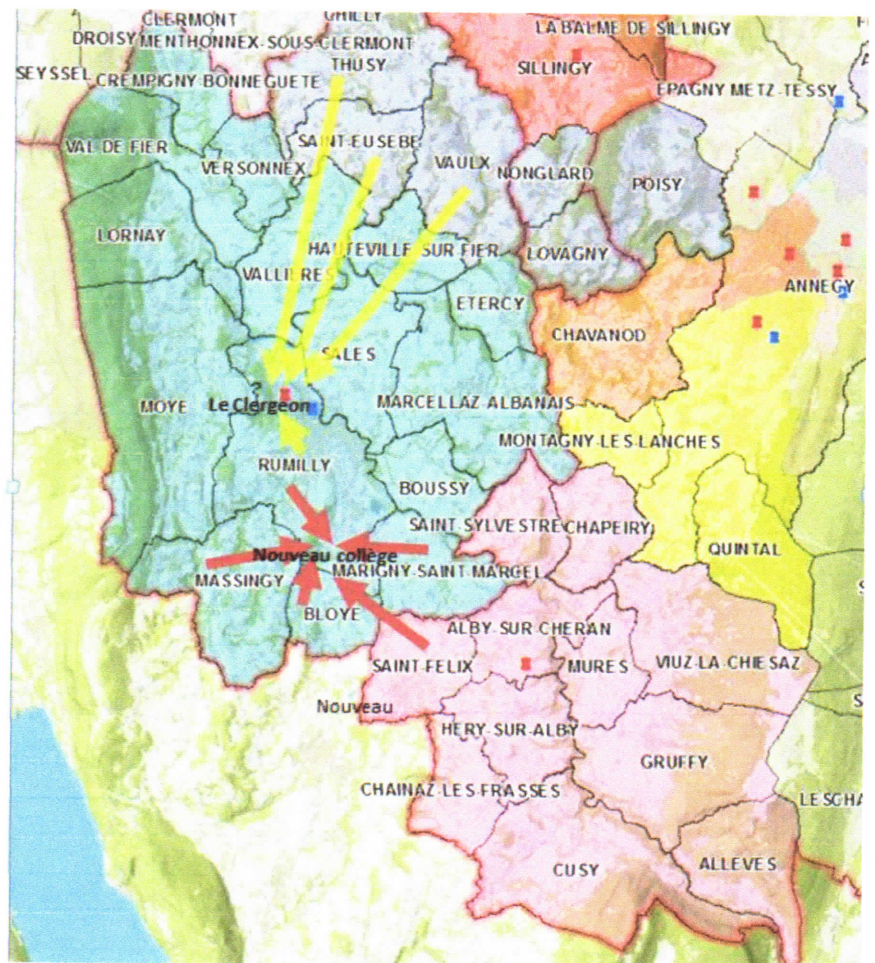 CLERMONT
CHILLY
LA BALME DE SILLINGY
DROISY
MENTHONNEX-SOUS-CLERMONT
THUSY
SILLINGY
SEYSSEL
CREMPIGNY-BONNEGUETE
EPAGNY METZ-TESSY
SAINT-EUSEBE
VAL DE FIER
VERSONNEX
VAULX
NONGLARD
POISY
LORNAY
HAUTEVILLE-SUR-FIER
LOVAGNY
VALLIERES
ETERCY
ANNECY
CHAVANOD
SALES
?
MOYE
Le Clergeon
MARCELLAZ-ALBANAIS
MONTAGNY-LES-LANCHES
RUMILLY
BOUSSY
SAINT-SYLVESTRE
CHAPEIRY
Nouveau collège
QUINTAL
MASSINGY
MARIGNY-SAINT-MARCEL
BLOYE
ALBY-SUR-CHERAN
SAINT-FELIX
MURES
VIUZ-LA-CHIESAZ
Nouveau
HERY-SUR-ALBY
GRUFFY
CHAINAZ-LES-FRASSES
LESCHA
CUSY
ALLEVES